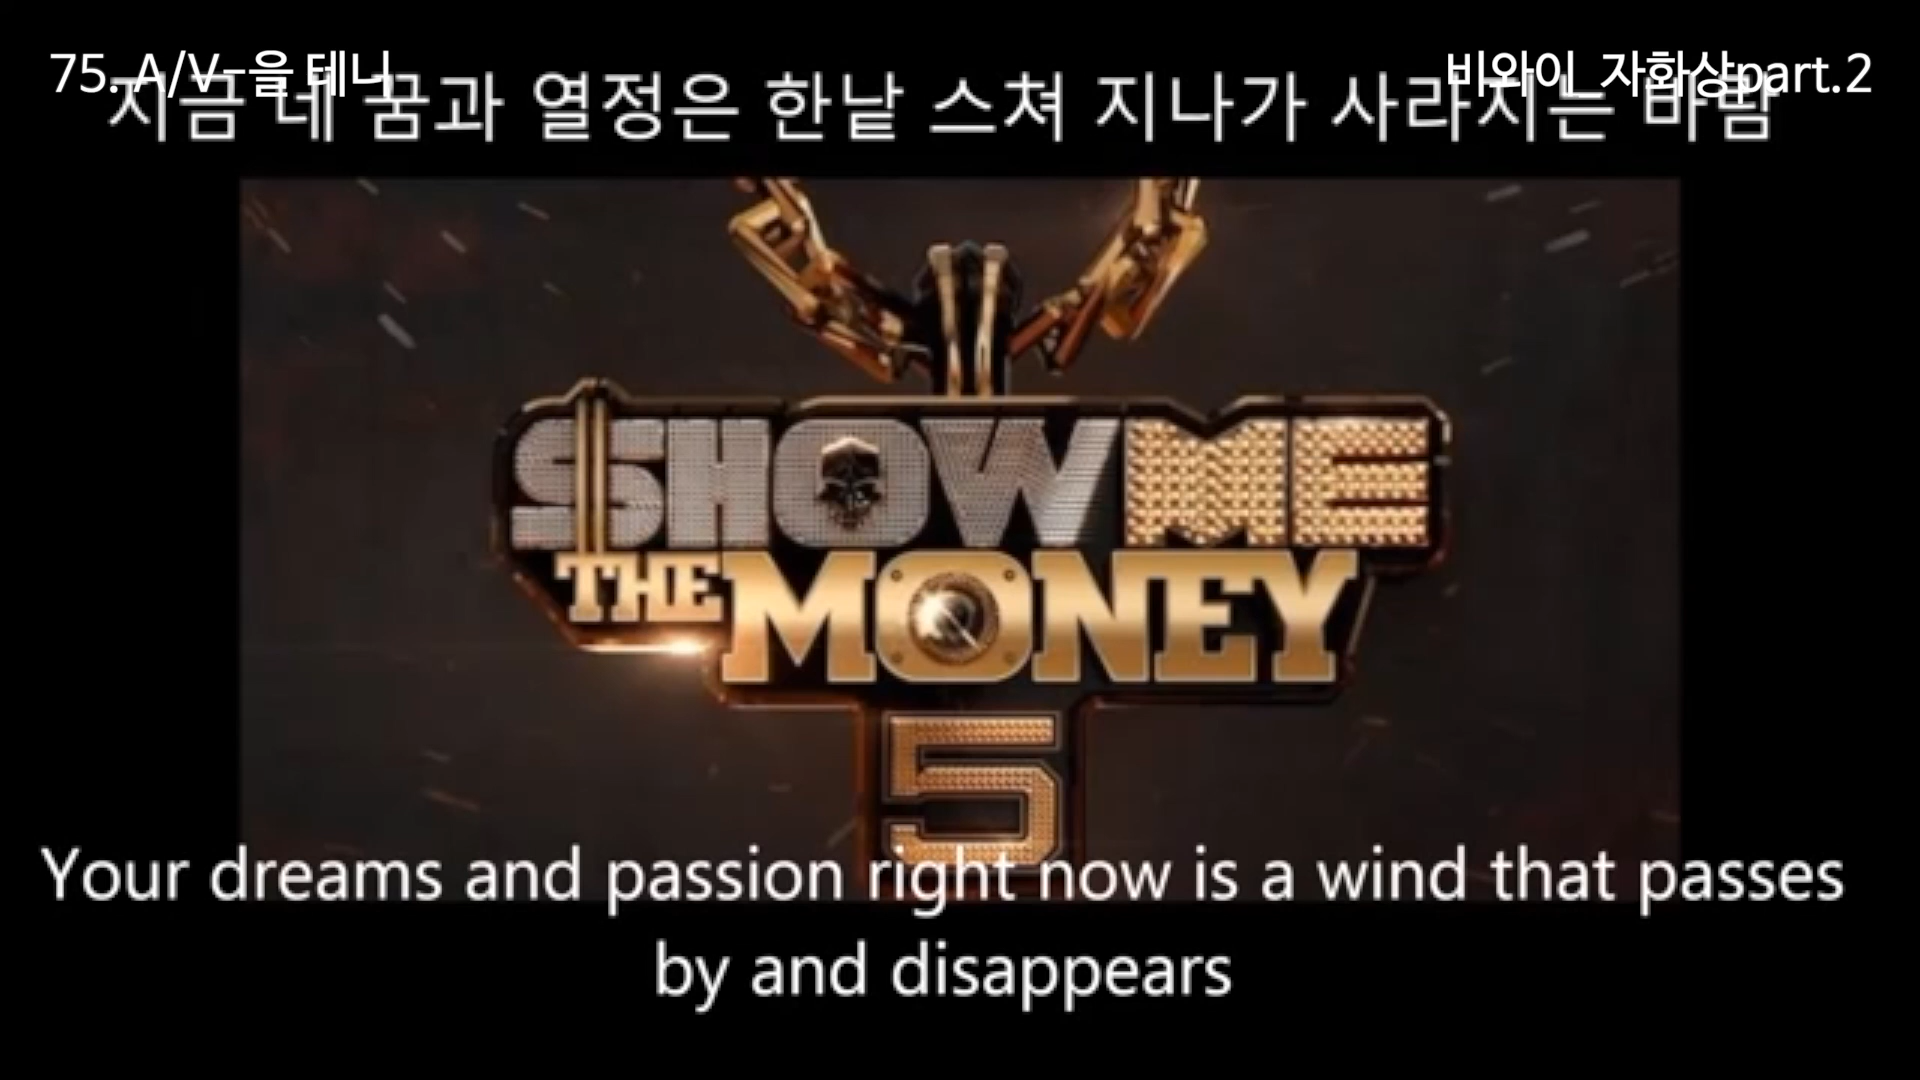 75. A/V-을 테니
비와이_자화상part.2
지금 네 꿈과 열정은 한낱 스쳐 지나가 사라지는 바람
SHOW ME
THE MONEY
5
Your dreams and passion right now is a wind that passes
by and disappears